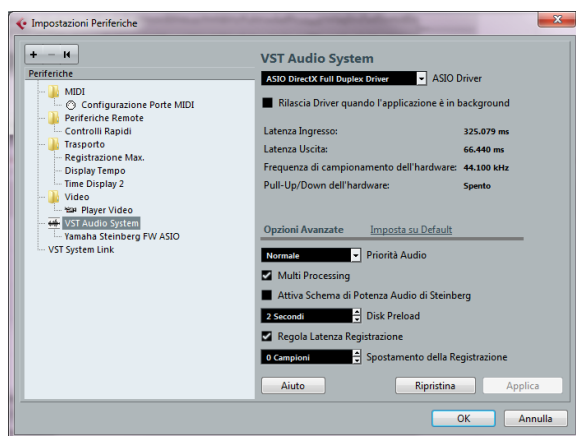 Impostazioni Periferiche
Periferiche
MIDI
Configurazione Porte MIDI
Periferiche Remote
Controlli Rapidi
Trasporto
Registrazione Max.
Display Tempo
Time Display 2
Video
Player Video
VST Audio System
Yamaha Steinberg FW ASIO
VST System Link
VST Audio System
ASIO DirectX Full Duplex Driver ASIO Driver
Rilascia Driver quando l'applicazione è in background
Latenza Ingresso: 325.079 ms
Latenza Uscita: 66.440 ms
Frequenza di campionamento dell'hardware: 44.100 kHz
Pull-Up/Down dell'hardware: Spento
Opzioni Avanzate Imposta su Default
Normale Priorità Audio
Multi Processing
Attiva Schema di Potenza Audio di Steinberg
2 Secondi Disk Preload
Regola Latenza Registrazione
0 Campioni Spostamento della Registrazione
Aiuto Ripristina Applica
OK Annulla